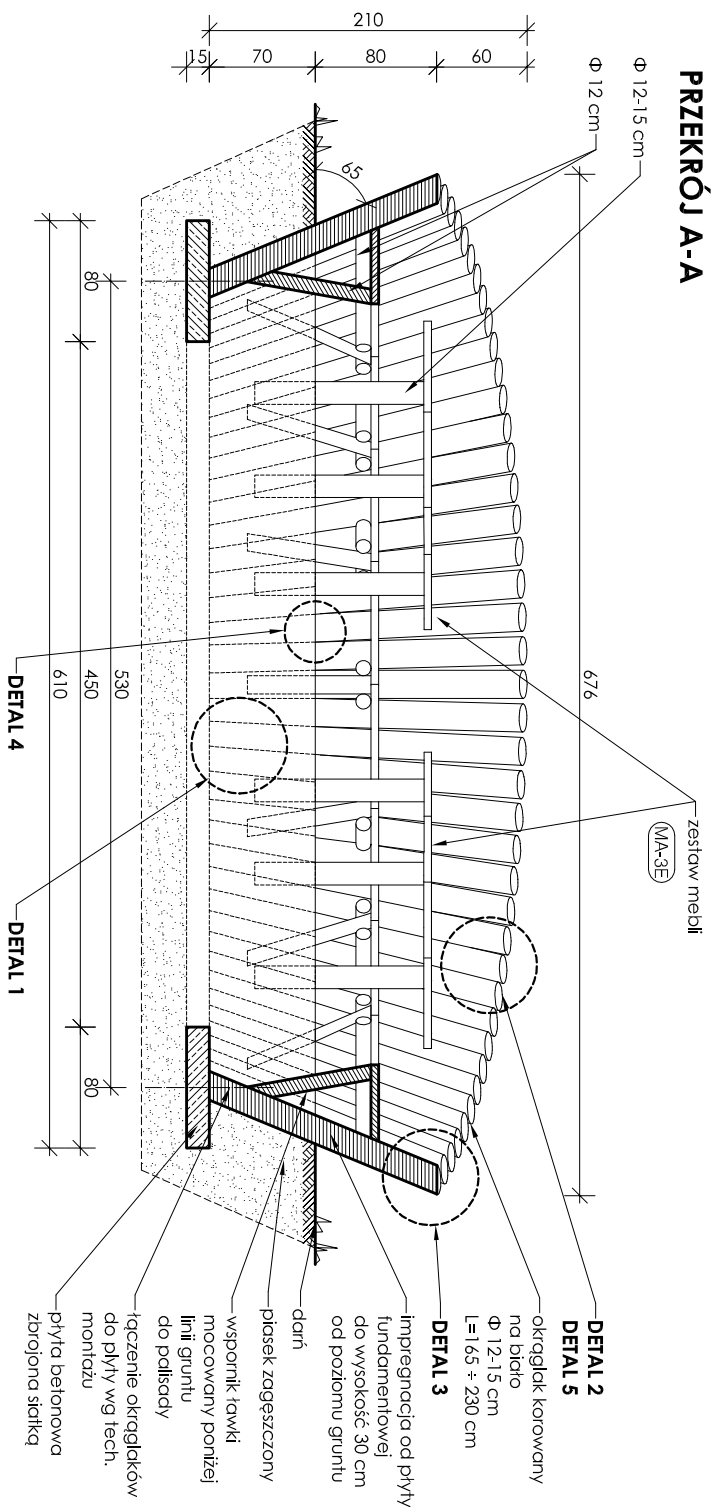 PRZEKRÓJ A-A
Φ 12-15 cm
Φ 12 cm
210
15
70
80
60
65
676
zestaw mebli
MA-3E
DETAL 2
DETAL 5
okrąglak korowany
na biało
Φ 12-15 cm
L=165 ÷ 230 cm
DETAL 3
impregnacja od płyty
fundamentowej
do wysokość 30 cm
od poziomu gruntu
darń
piasek zagęszczony
wspornik ławki
mocowany poniżej
linii gruntu
do palisady
łączenie okrąglaków
do płyty wg tech.
montażu
płyta betonowa
zbrojona siatką
80
80
530
450
610
DETAL 4
DETAL 1